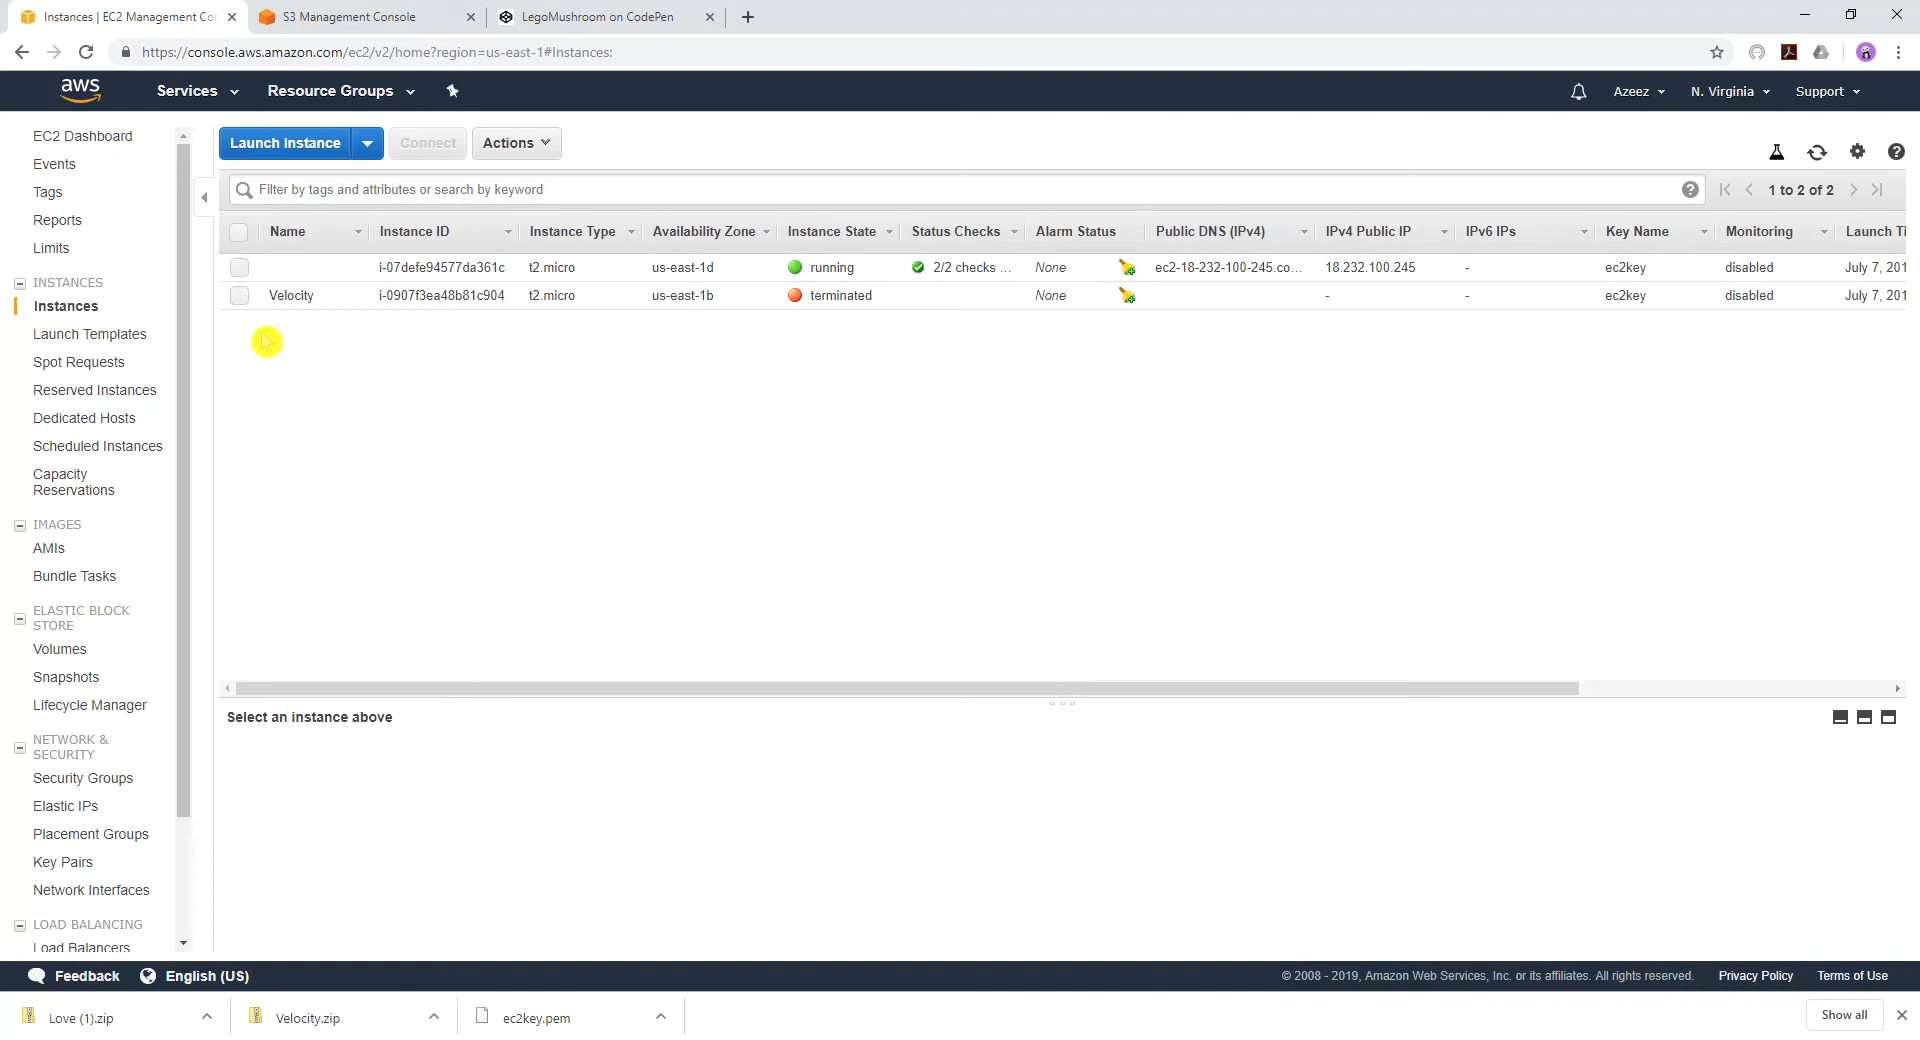 Instances | EC2 Management Con
S3 Management Console
LegoMushroom on CodePen
https://console.aws.amazon.com/ec2/v2/home?region=us-east-1#Instances:
aws
Services
Resource Groups
Azeez
N. Virginia
Support
EC2 Dashboard
Events
Tags
Reports
Limits
INSTANCES
Instances
Launch Templates
Spot Requests
Reserved Instances
Dedicated Hosts
Scheduled Instances
Capacity
Reservations
IMAGES
AMIs
Bundle Tasks
ELASTIC BLOCK
STORE
Volumes
Snapshots
Lifecycle Manager
NETWORK &
SECURITY
Security Groups
Elastic IPs
Placement Groups
Key Pairs
Network Interfaces
LOAD BALANCING
Load Balancers
Launch Instance
Connect
Actions
Filter by tags and attributes or search by keyword
1 to 2 of 2
Name Instance ID Instance Type Availability Zone Instance State Status Checks Alarm Status Public DNS (IPv4) IPv4 Public IP IPv6 IPs Key Name Monitoring Launch Ti
i-07defe94577da361c t2.micro us-east-1d running 2/2 checks ... None ec2-18-232-100-245.co... 18.232.100.245 - ec2key disabled July 7, 201
Velocity i-0907f3ea48b81c904 t2.micro us-east-1b terminated None - - ec2key disabled July 7, 201
Select an instance above
Feedback
English (US)
© 2008 - 2019, Amazon Web Services, Inc. or its affiliates. All rights reserved.
Privacy Policy
Terms of Use
Love (1).zip
Velocity.zip
ec2key.pem
Show all